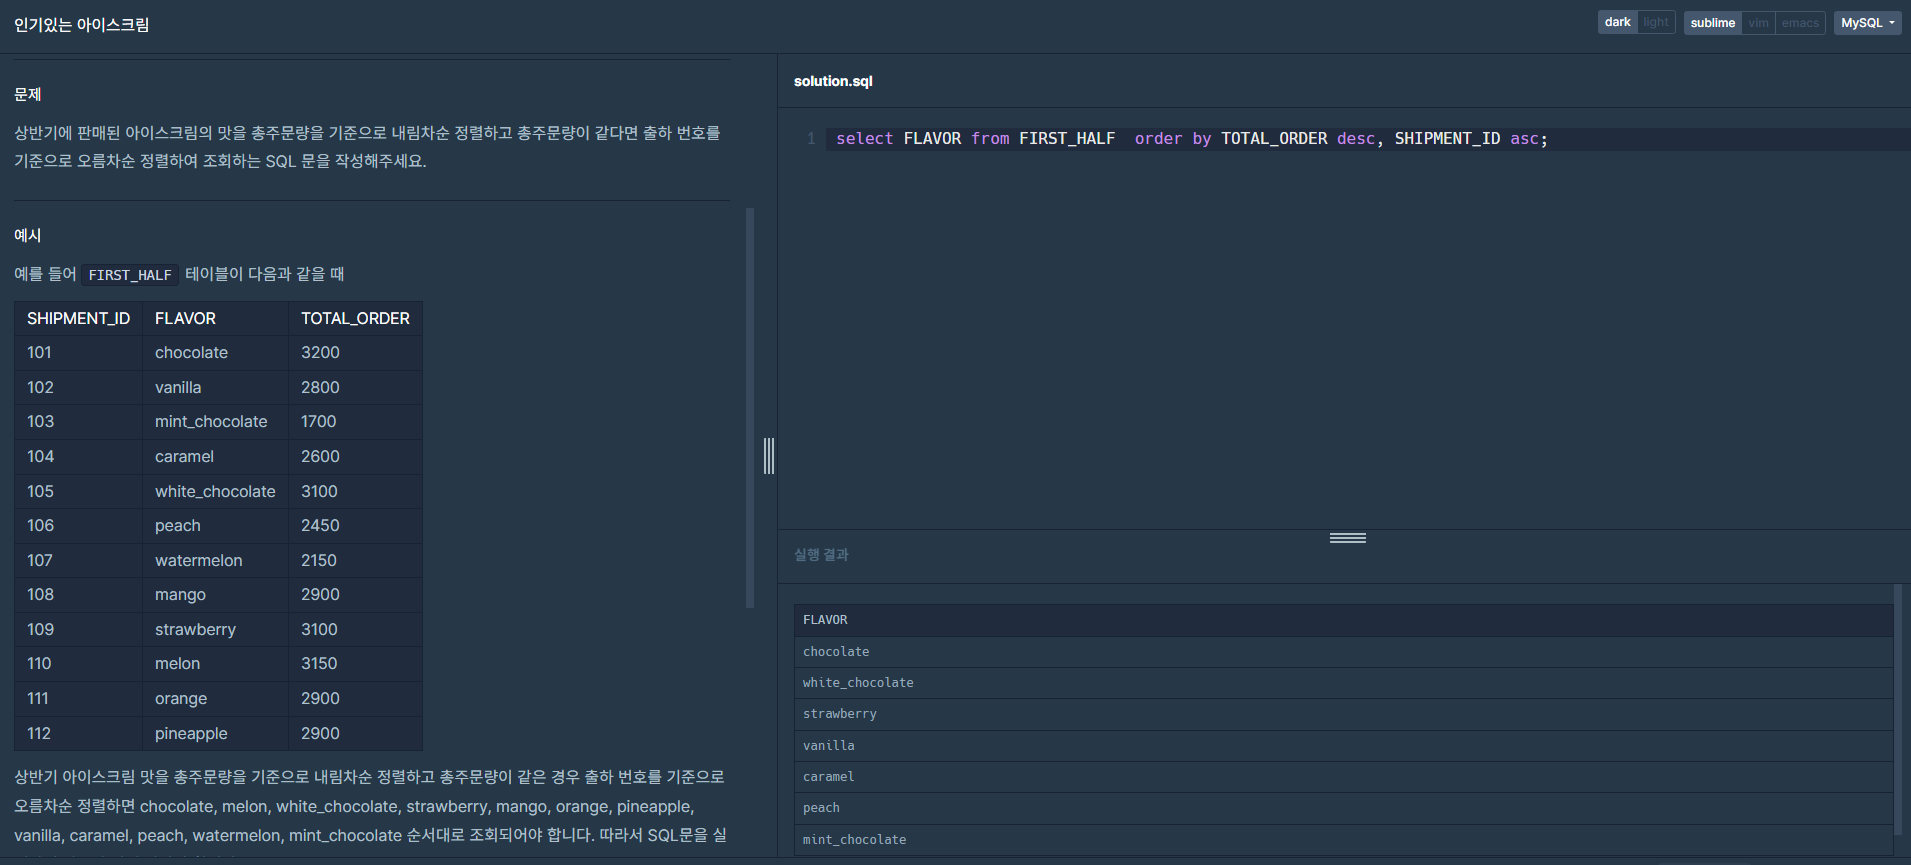 인기있는 아이스크림
dark light sublime vim emacs MySQL
문제
상반기에 판매된 아이스크림의 맛을 총주문량을 기준으로 내림차순 정렬하고 총주문량이 같다면 출하 번호를
기준으로 오름차순 정렬하여 조회하는 SQL 문을 작성해주세요.
예시
예를 들어 FIRST_HALF 테이블이 다음과 같을 때
SHIPMENT_ID FLAVOR TOTAL_ORDER
101 chocolate 3200
102 vanilla 2800
103 mint_chocolate 1700
104 caramel 2600
105 white_chocolate 3100
106 peach 2450
107 watermelon 2150
108 mango 2900
109 strawberry 3100
110 melon 3150
111 orange 2900
112 pineapple 2900
상반기 아이스크림 맛을 총주문량을 기준으로 내림차순 정렬하고 총주문량이 같은 경우 출하 번호를 기준으로
오름차순 정렬하면 chocolate, melon, white_chocolate, strawberry, mango, orange, pineapple,
vanilla, caramel, peach, watermelon, mint_chocolate 순서대로 조회되어야 합니다. 따라서 SQL문을 실
solution.sql
1 select FLAVOR from FIRST_HALF  order by TOTAL_ORDER desc, SHIPMENT_ID asc;
실행 결과
FLAVOR
chocolate
white_chocolate
strawberry
vanilla
caramel
peach
mint_chocolate